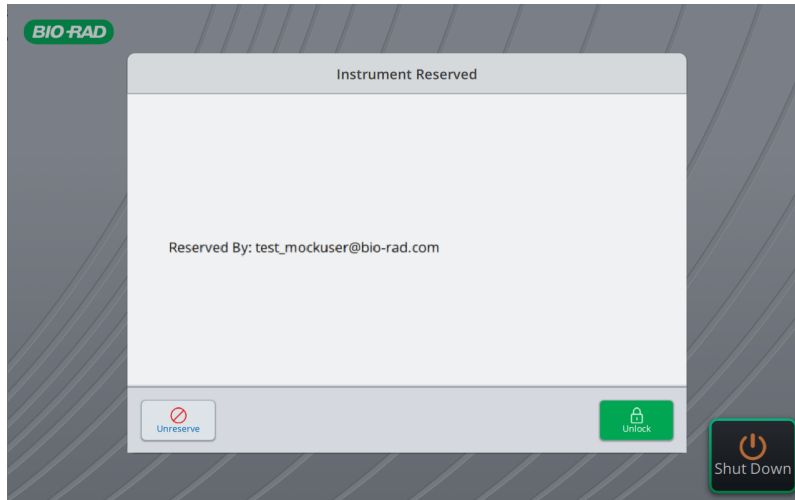 BIO-RAD
Instrument Reserved
Reserved By: test_mockuser@bio-rad.com
Unreserve
Unlock
Shut Down